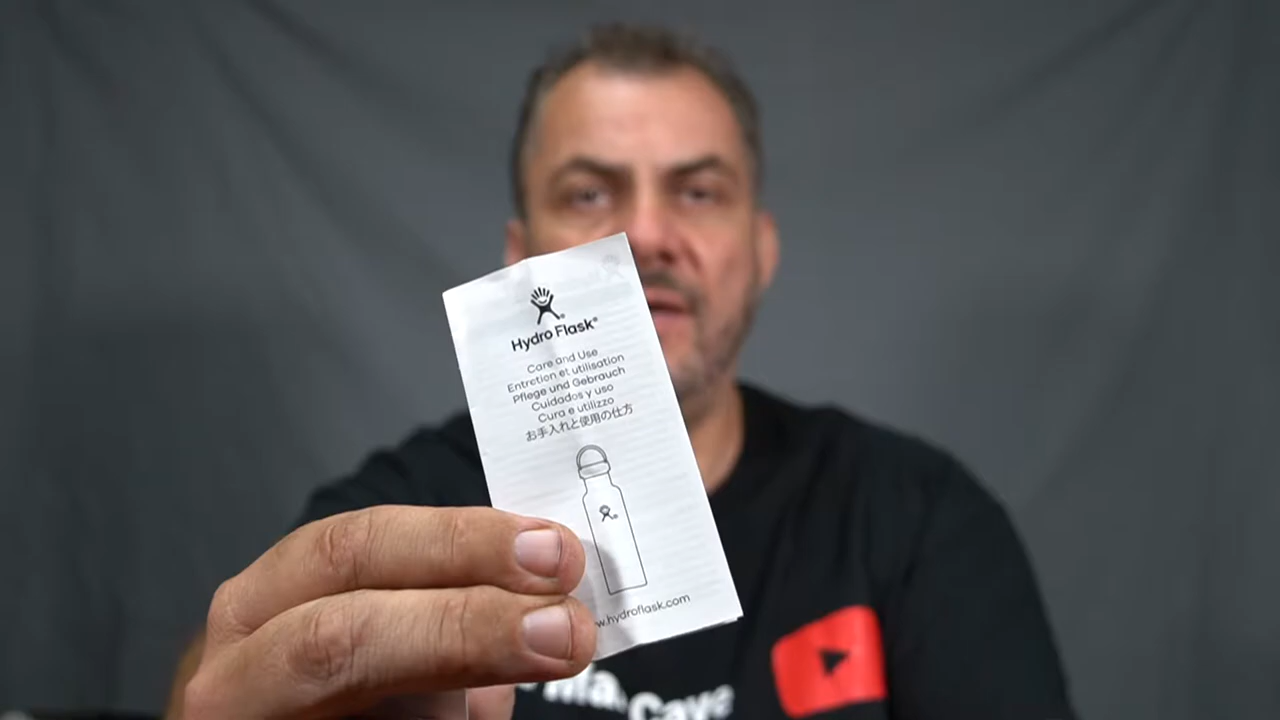 Hydro Flask®
Care and Use
Entretien et utilisation
Pflege und Gebrauch
Cuidados y uso
Cura e utilizzo
お手入れと使用の仕方
w.hydroflask.com
Cave